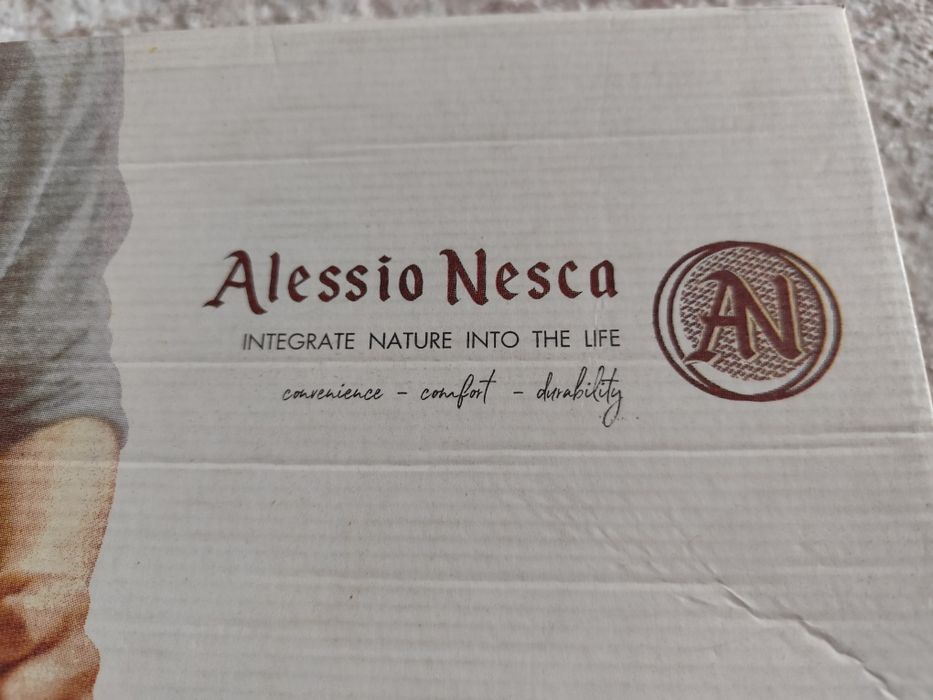 Alessio Nesca
INTEGRATE NATURE INTO THE LIFE
convenience – comfort – durability
AN